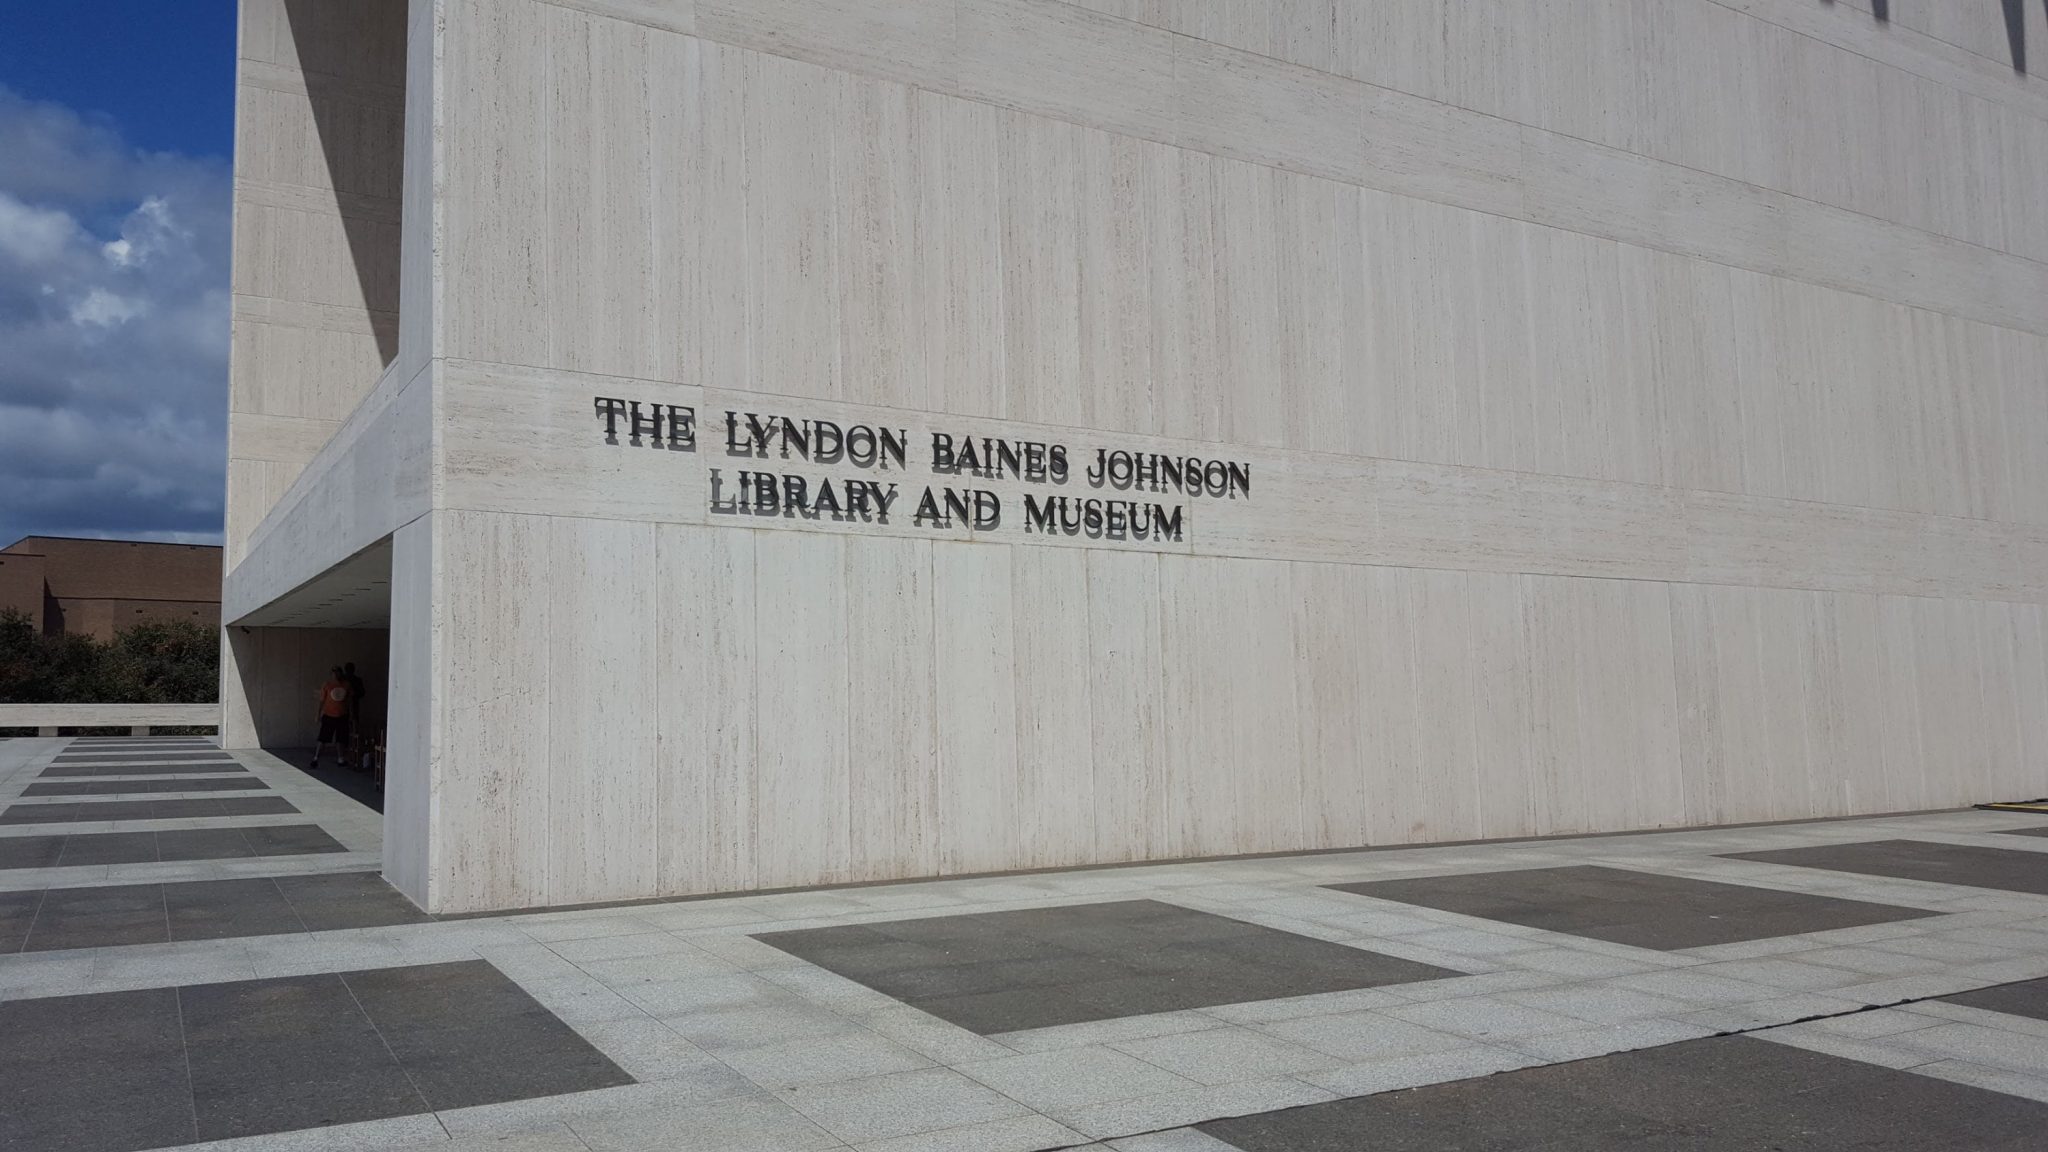 THE LYNDON BAINES JOHNSON
LIBRARY AND MUSEUM